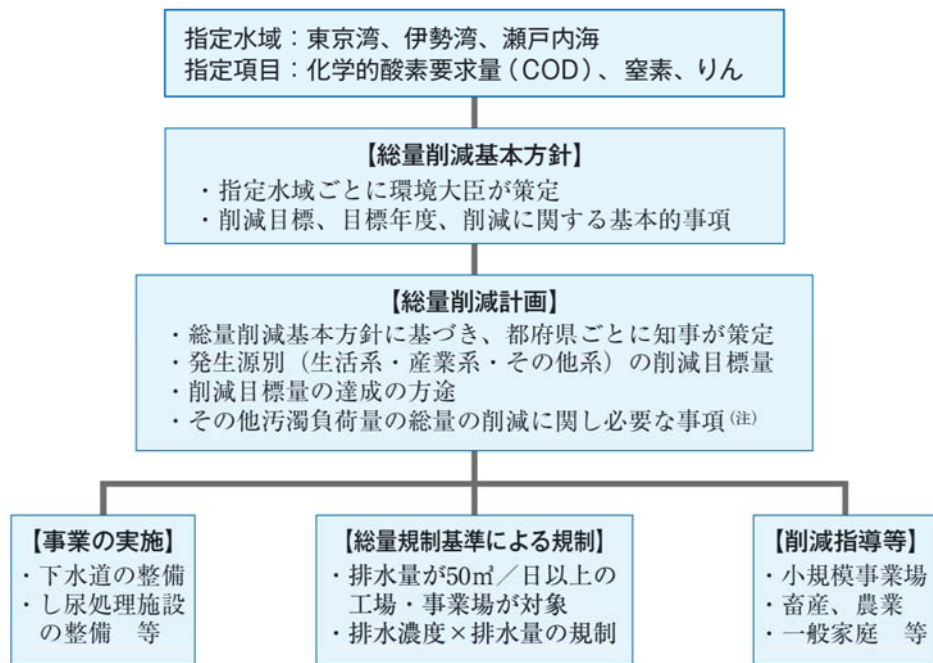 指定水域：東京湾、伊勢湾、瀬戸内海
指定項目：化学的酸素要求量（COD）、窒素、りん
【総量削減基本方針】
・指定水域ごとに環境大臣が策定
・削減目標、目標年度、削減に関する基本的事項
【総量削減計画】
・総量削減基本方針に基づき、都府県ごとに知事が策定
・発生源別（生活系・産業系・その他系）の削減目標量
・削減目標量の達成の方途
・その他汚濁負荷量の総量の削減に関し必要な事項（注）
【事業の実施】
・下水道の整備
・し尿処理施設
の整備　等
【総量規制基準による規制】
・排水量が50㎥／日以上の
工場・事業場が対象
・排水濃度×排水量の規制
【削減指導等】
・小規模事業場
・畜産、農業
・一般家庭　等